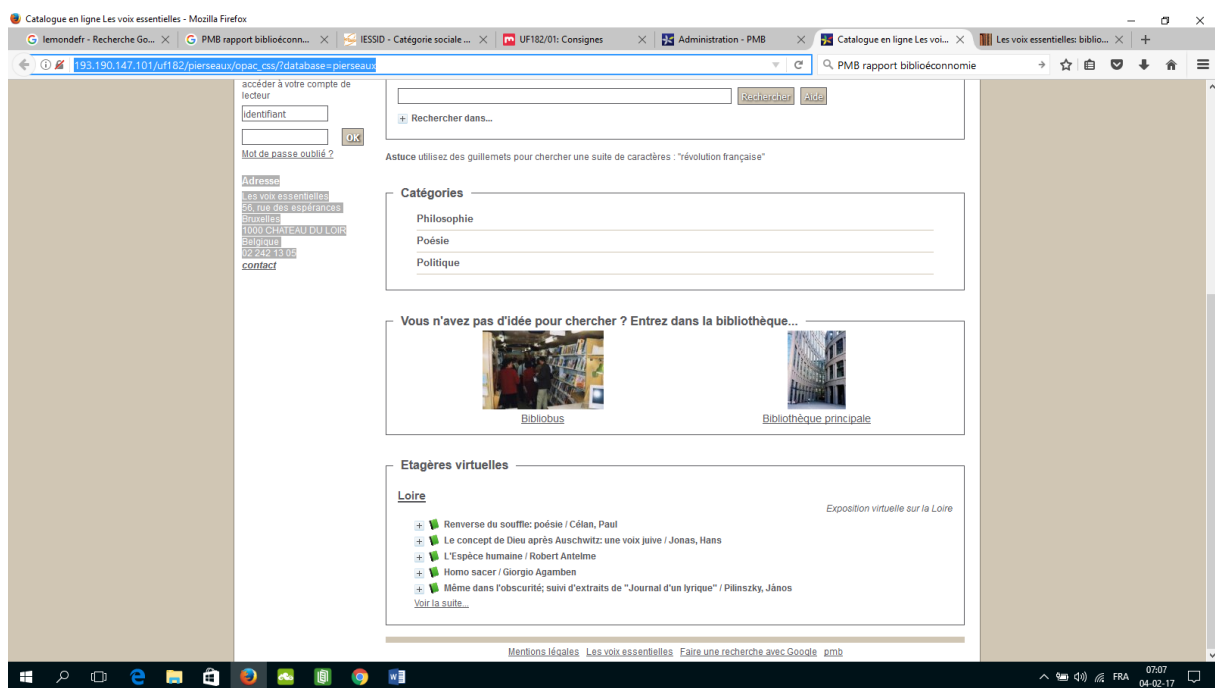 Catalogue en ligne Les voix essentielles - Mozilla Firefox
lemondefr - Recherche Go...
PMB rapport biblioéconn...
IESSID - Catégorie sociale ...
UF182/01: Consignes
Administration - PMB
Catalogue en ligne Les voi...
Les voix essentielles: biblio...
193.190.147.101/uf182/pierseaux/opac_css/?database=pierseaux
PMB rapport biblioéconnomie
accéder à votre compte de
lecteur
identifiant
OK
Mot de passe oublié ?
Adresse
Les voix essentielles
56, rue des espérances
Bruxelles
1000 CHATEAU DU LOIR
Belgique
02 242 13 05
contact
Rechercher Aide
Rechercher dans...
Astuce utilisez des guillemets pour chercher une suite de caractères : "révolution française"
Catégories
Philosophie
Poésie
Politique
Vous n'avez pas d'idée pour chercher ? Entrez dans la bibliothèque...
Bibliobus
Bibliothèque principale
Etagères virtuelles
Loire
Exposition virtuelle sur la Loire
Renverse du souffle: poésie / Célan, Paul
Le concept de Dieu après Auschwitz: une voix juive / Jonas, Hans
L'Espèce humaine / Robert Antelme
Homo sacer / Giorgio Agamben
Même dans l'obscurité; suivi d'extraits de "Journal d'un lyrique" / Pilinszky, Jànos
Voir la suite...
Mentions légales Les voix essentielles Faire une recherche avec Google pmb
FRA
07:07
04-02-17